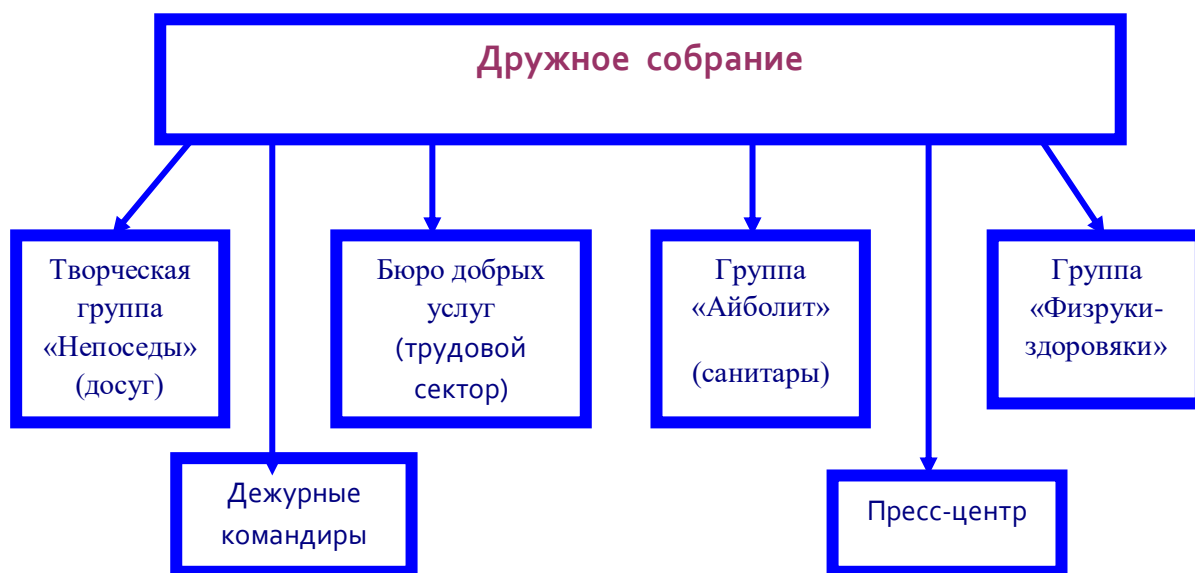 Дружное собрание
Творческая
группа
«Непоседы»
(досуг)
Бюро добрых
услуг
(трудовой
сектор)
Группа
«Айболит»
(санитары)
Группа
«Физруки-
здоровяки»
Дежурные
командиры
Пресс-центр